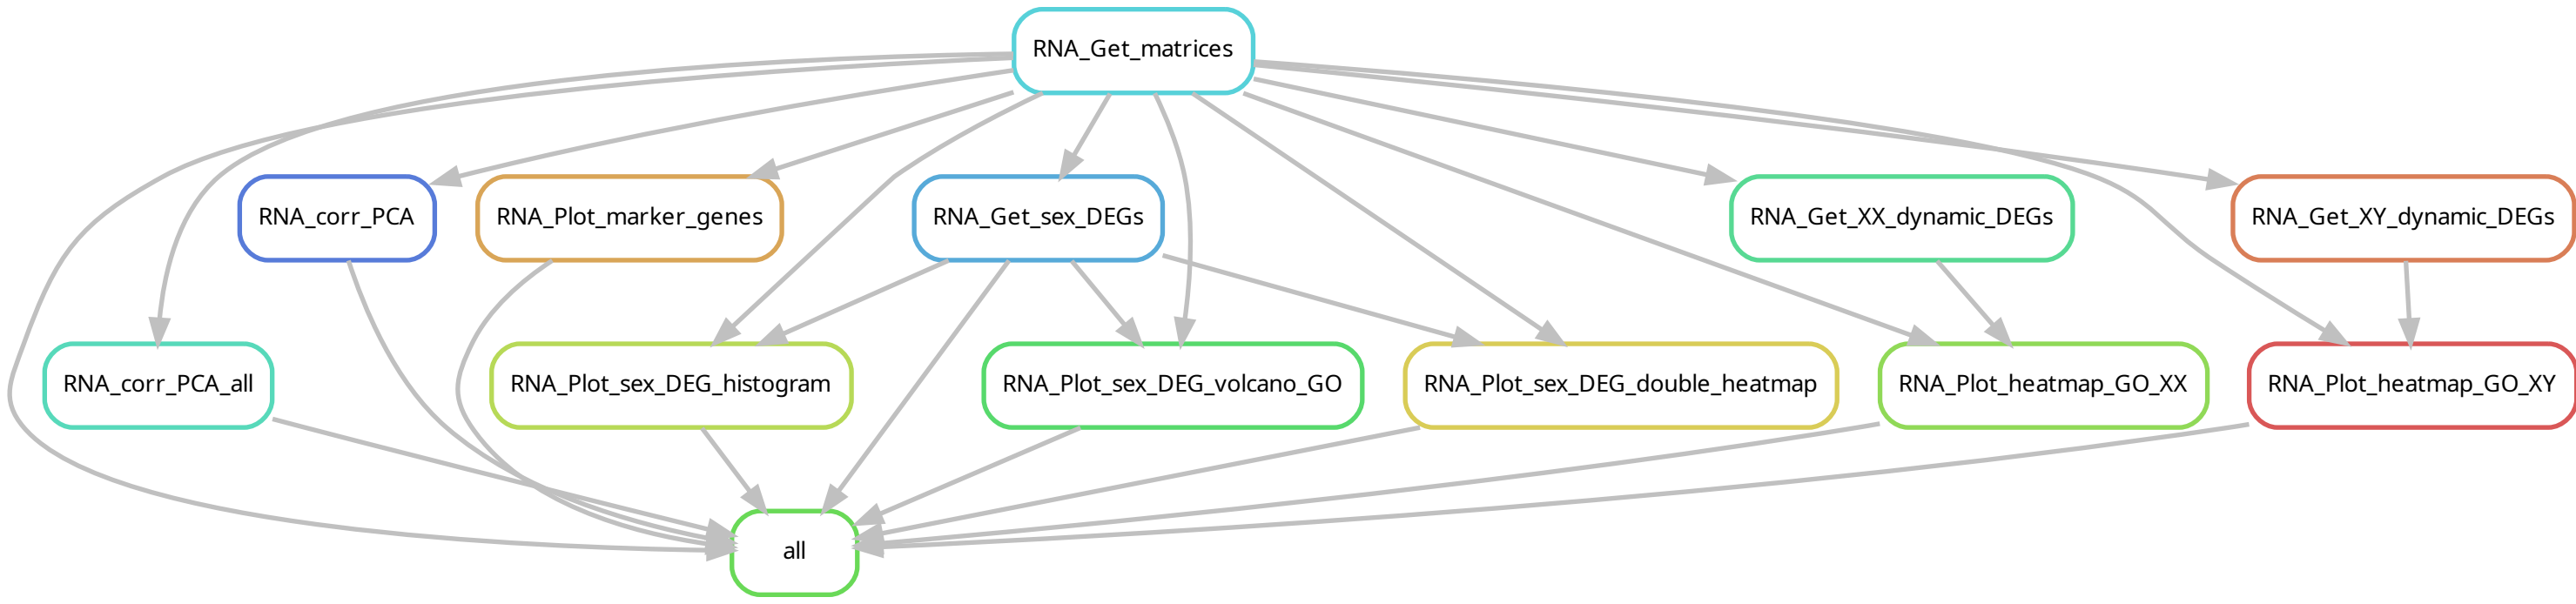 RNA_Get_matrices
RNA_corr_PCA
RNA_Plot_marker_genes
RNA_Get_sex_DEGs
RNA_Get_XX_dynamic_DEGs
RNA_Get_XY_dynamic_DEGs
RNA_corr_PCA_all
RNA_Plot_sex_DEG_histogram
RNA_Plot_sex_DEG_volcano_GO
RNA_Plot_sex_DEG_double_heatmap
RNA_Plot_heatmap_GO_XX
RNA_Plot_heatmap_GO_XY
all